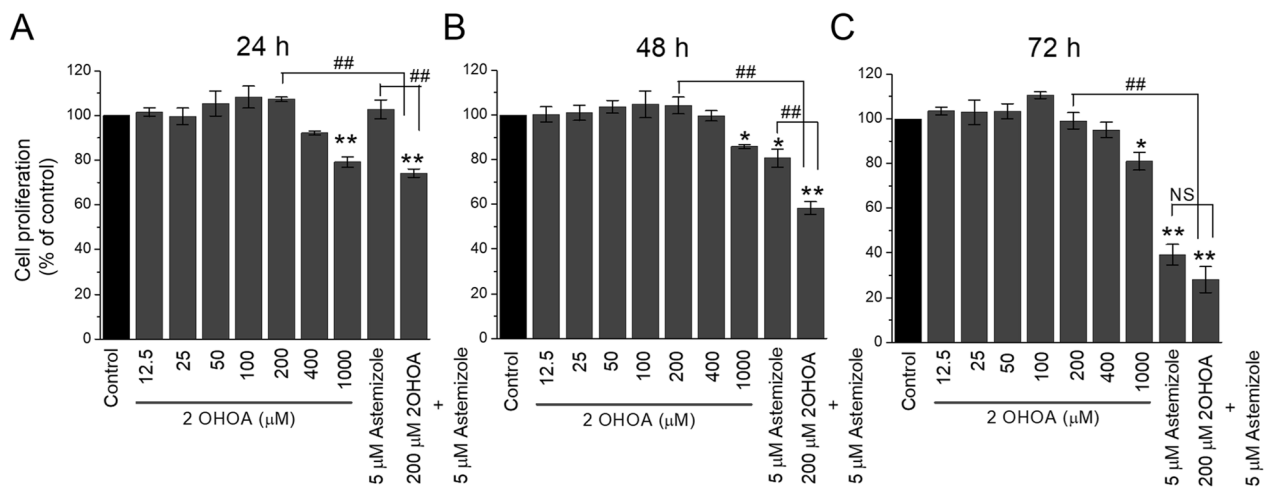 A
24 h
##
##
120
100
80
60
40
20
0
Cell proliferation
(% of control)
**
**
Control
12.5
25
50
100
200
400
1000
5 µM Astemizole
200 µM 2OHOA
+
5 µM Astemizole
2 OHOA (µM)
B
48 h
##
##
120
100
80
60
40
20
0
*
*
**
Control
12.5
25
50
100
200
400
1000
5 µM Astemizole
200 µM 2OHOA
+
5 µM Astemizole
2 OHOA (µM)
C
72 h
##
NS
120
100
80
60
40
20
0
*
**
**
Control
12.5
25
50
100
200
400
1000
5 µM Astemizole
200 µM 2OHOA
+
5 µM Astemizole
2 OHOA (µM)